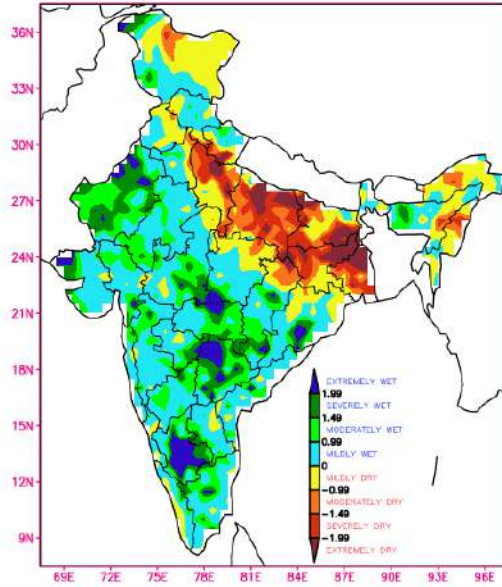 36N
33N
30N
27N
24N
21N
18N
15N
12N
9N
EXTREMELY WET
1.99
SEVERELY WET
1.49
MODERATELY WET
0.99
MILDLY WET
0
MILDLY DRY
-0.99
MODERATELY DRY
-1.49
SEVERELY DRY
-1.99
EXTREMELY DRY
69E 72E 75E 78E 81E 84E 87E 90E 93E 96E